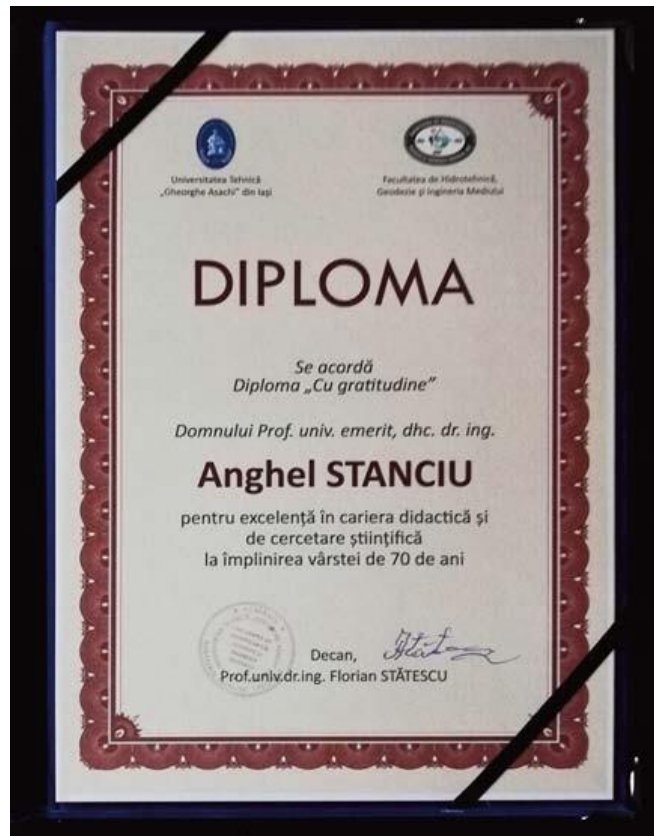 Universitatea Tehnică
„Gheorghe Asachi” din Iași
Facultatea de Hidrotehnică,
Geodezie și Ingineria Mediului
DIPLOMA
Se acordă
Diploma „Cu gratitudine”
Domnului Prof. univ. emerit, dhc. dr. ing.
Anghel STANCIU
pentru excelență în cariera didactică și
de cercetare științifică
la împlinirea vârstei de 70 de ani
Decan,
Prof.univ.dr.ing. Florian STĂTESCU